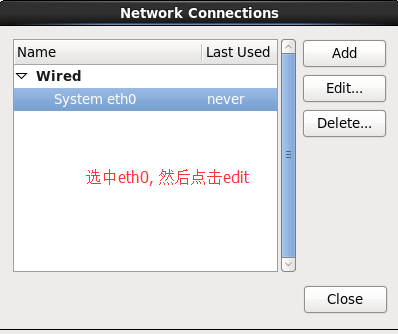 Network Connections
Name Last Used
Add
Wired
System eth0 never
Edit...
Delete...
选中eth0, 然后点击edit
Close